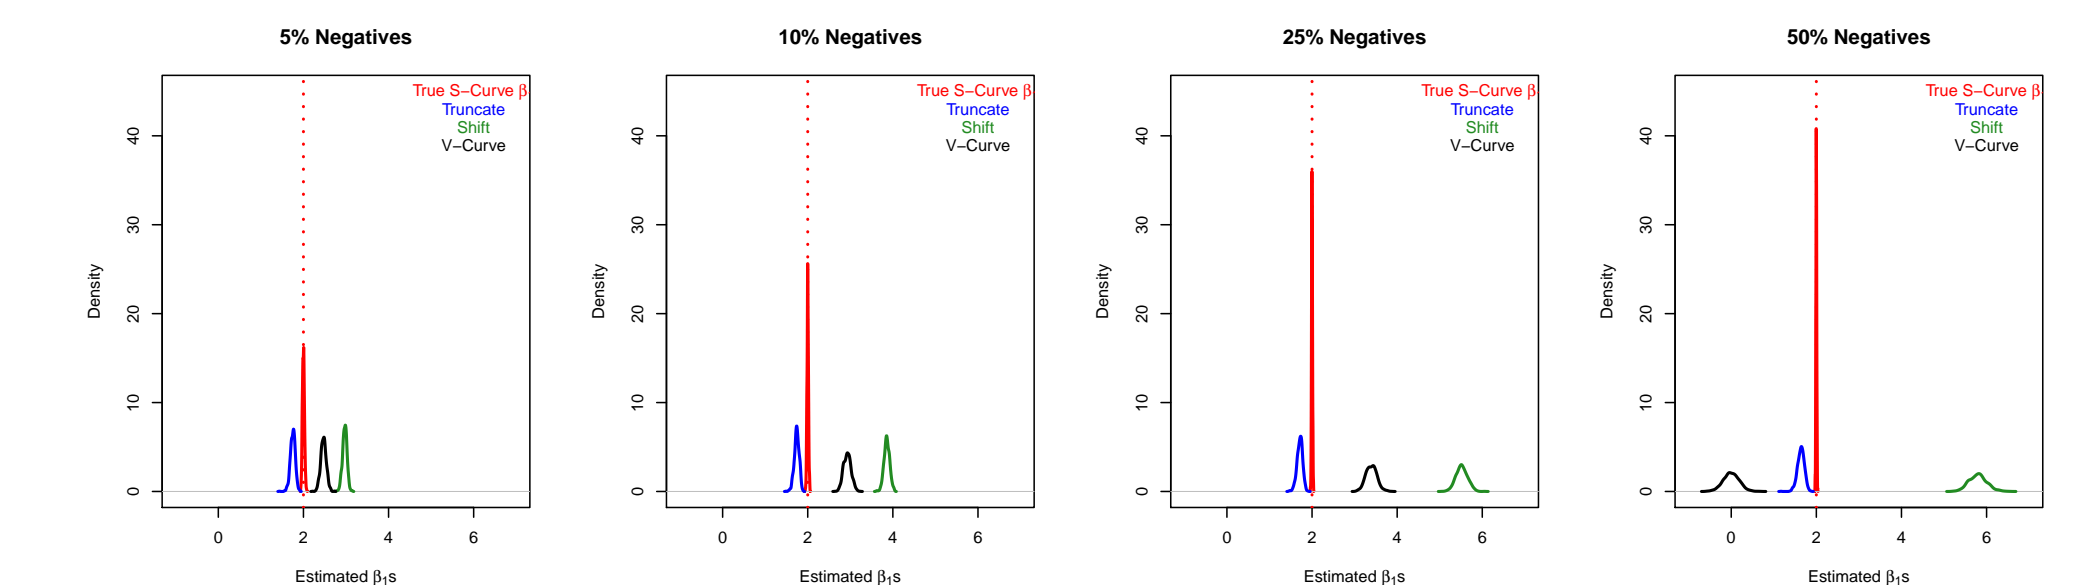 5% Negatives
True S−Curve β
Truncate
Shift
V−Curve
Density
0
10
20
30
40
0 2 4 6
Estimated β₁s
10% Negatives
True S−Curve β
Truncate
Shift
V−Curve
Density
0
10
20
30
40
0 2 4 6
Estimated β₁s
25% Negatives
True S−Curve β
Truncate
Shift
V−Curve
Density
0
10
20
30
40
0 2 4 6
Estimated β₁s
50% Negatives
True S−Curve β
Truncate
Shift
V−Curve
Density
0
10
20
30
40
0 2 4 6
Estimated β₁s